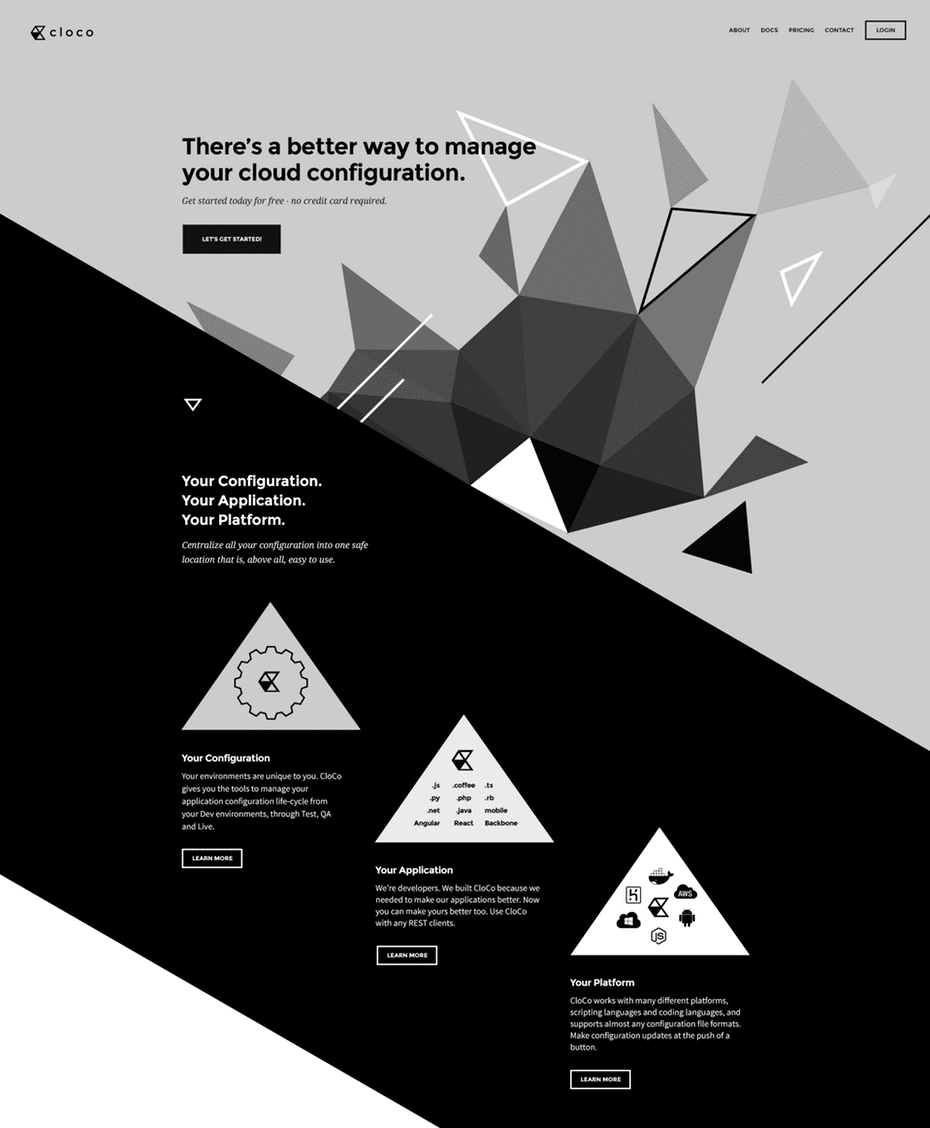 cloco
ABOUT DOCS PRICING CONTACT LOGIN
There's a better way to manage
your cloud configuration.
Get started today for free - no credit card required.
LET'S GET STARTED!
Your Configuration.
Your Application.
Your Platform.
Centralize all your configuration into one safe
location that is, above all, easy to use.
Your Configuration
Your environments are unique to you. CloCo
gives you the tools to manage your
application configuration life-cycle from
your Dev environments, through Test, QA
and Live.
LEARN MORE
.js .coffee .ts
.py .php .rb
.net .java mobile
Angular React Backbone
Your Application
We're developers. We built CloCo because we
needed to make our applications better. Now
you can make yours better too. Use CloCo
with any REST clients.
LEARN MORE
AWS
JS
Your Platform
CloCo works with many different platforms,
scripting languages and coding languages, and
supports almost any configuration file formats.
Make configuration updates at the push of a
button.
LEARN MORE